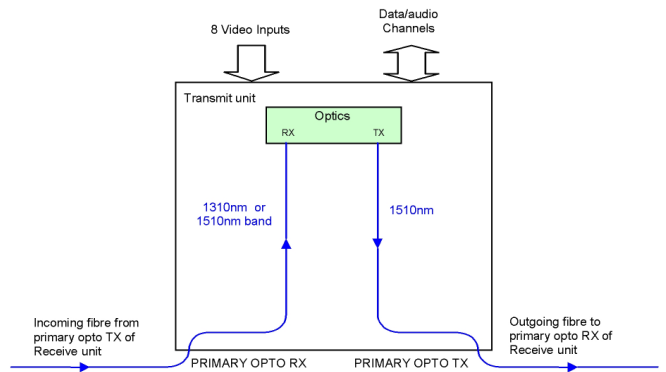 Data/audio
Channels
8 Video Inputs
Transmit unit
Optics
RX
TX
1310nm or
1510nm band
1510nm
Incoming fibre from
primary opto TX of
Receive unit
Outgoing fibre to
primary opto RX of
Receive unit
PRIMARY OPTO RX
PRIMARY OPTO TX